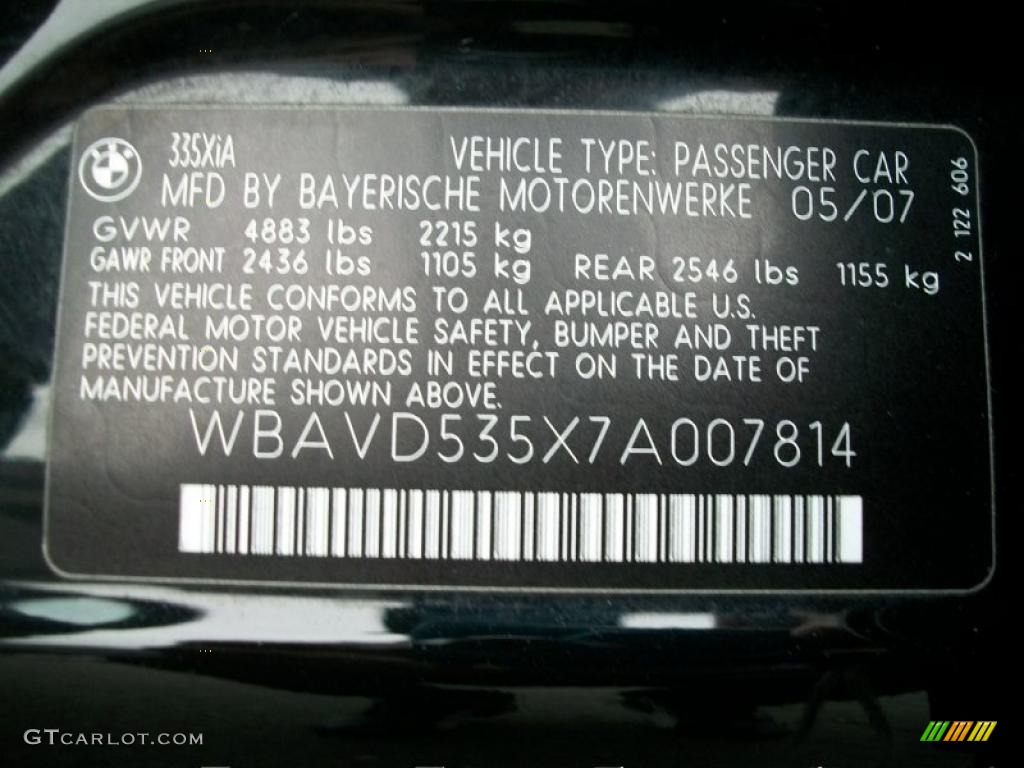 335XiA VEHICLE TYPE: PASSENGER CAR
MFD BY BAYERISCHE MOTORENWERKE 05/07
GVWR 4883 lbs 2215 kg
GAWR FRONT 2436 lbs 1105 kg REAR 2546 lbs 1155 kg
THIS VEHICLE CONFORMS TO ALL APPLICABLE U.S.
FEDERAL MOTOR VEHICLE SAFETY, BUMPER AND THEFT
PREVENTION STANDARDS IN EFFECT ON THE DATE OF
MANUFACTURE SHOWN ABOVE.
WBAVD535X7A007814
2 122 606
GTCARLOT.COM